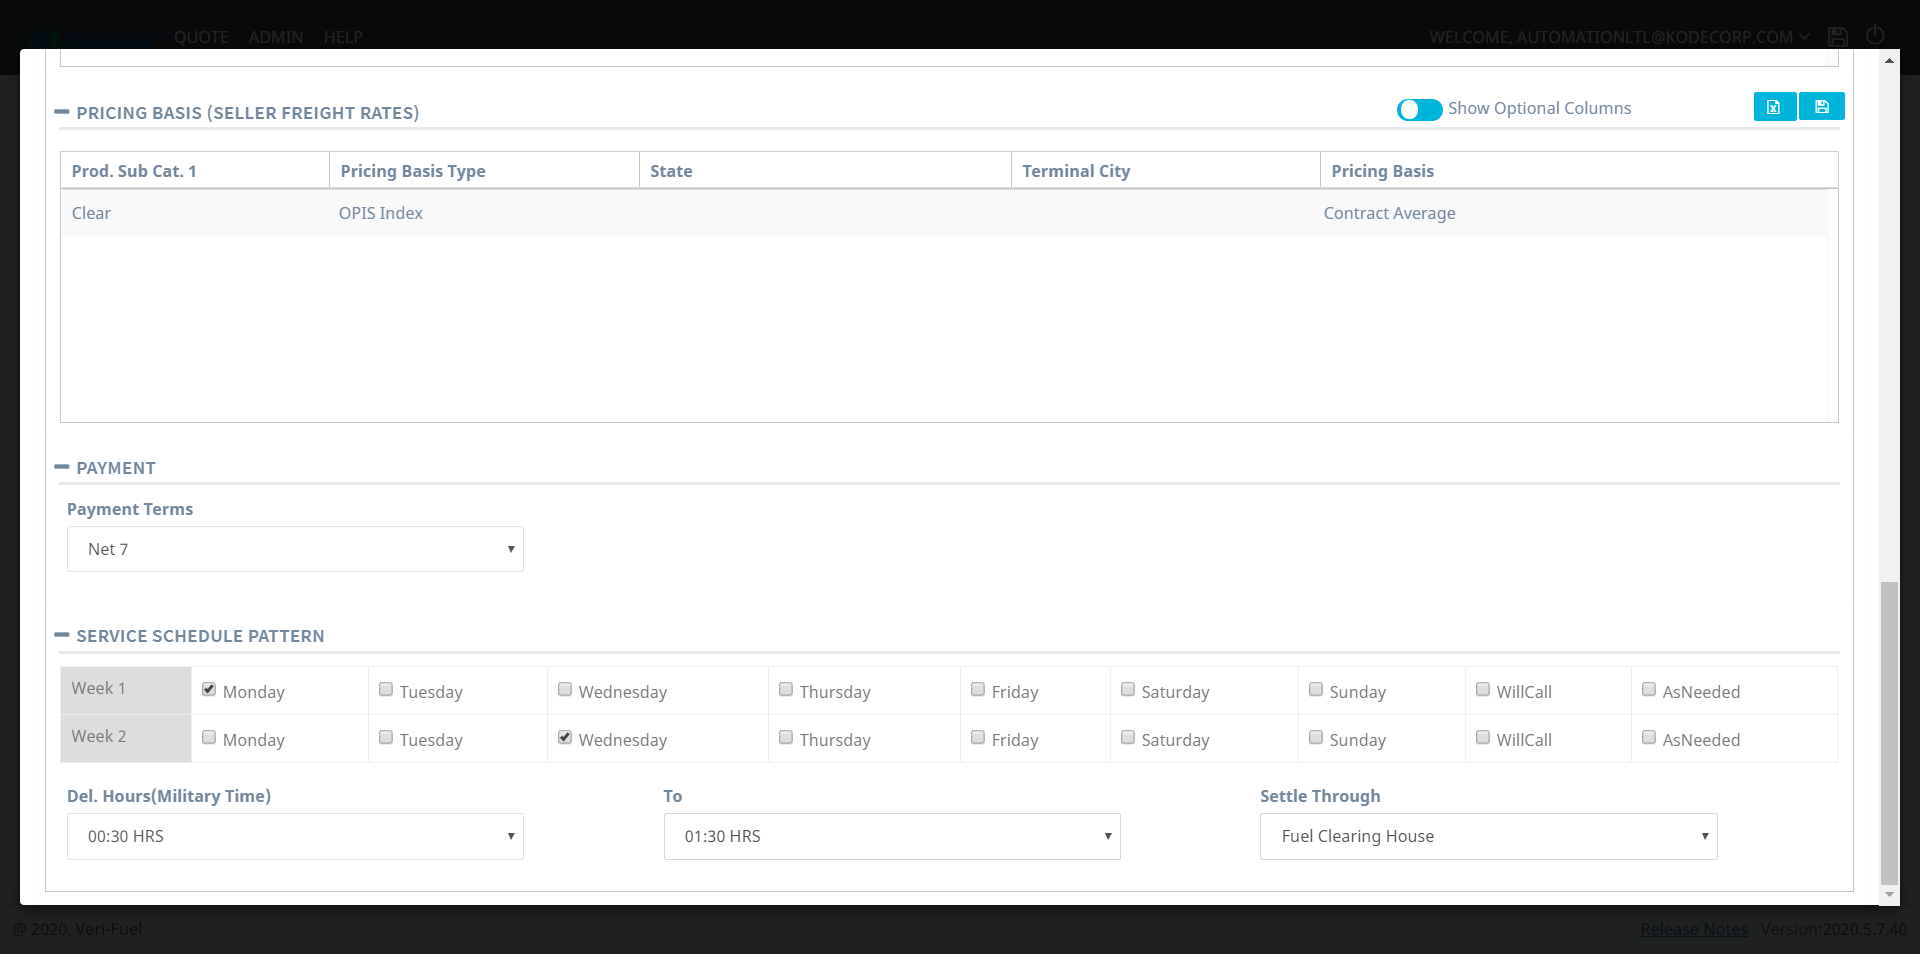 QUOTE ADMIN HELP WELCOME, AUTOMATIONLTL@KODECORP.COM
PRICING BASIS (SELLER FREIGHT RATES) Show Optional Columns
Prod. Sub Cat. 1 Pricing Basis Type State Terminal City Pricing Basis
Clear OPIS Index Contract Average
PAYMENT
Payment Terms
Net 7
SERVICE SCHEDULE PATTERN
Week 1 Monday Tuesday Wednesday Thursday Friday Saturday Sunday WillCall AsNeeded
Week 2 Monday Tuesday Wednesday Thursday Friday Saturday Sunday WillCall AsNeeded
Del. Hours(Military Time) To Settle Through
00:30 HRS 01:30 HRS Fuel Clearing House
@ 2020, Veri-Fuel Release Notes Version:2020.5.7.40